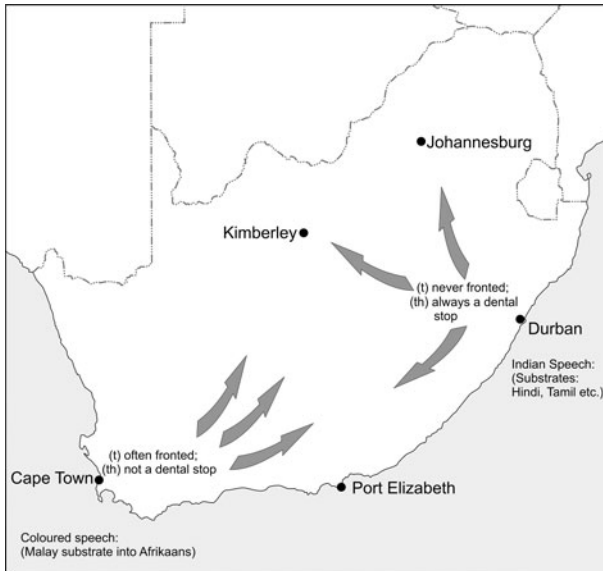 Johannesburg
Kimberley
(t) never fronted;
(th) always a dental
stop
Durban
Indian Speech:
(Substrates:
Hindi, Tamil etc.)
(t) often fronted;
(th) not a dental stop
Cape Town
Port Elizabeth
Coloured speech:
(Malay substrate into Afrikaans)